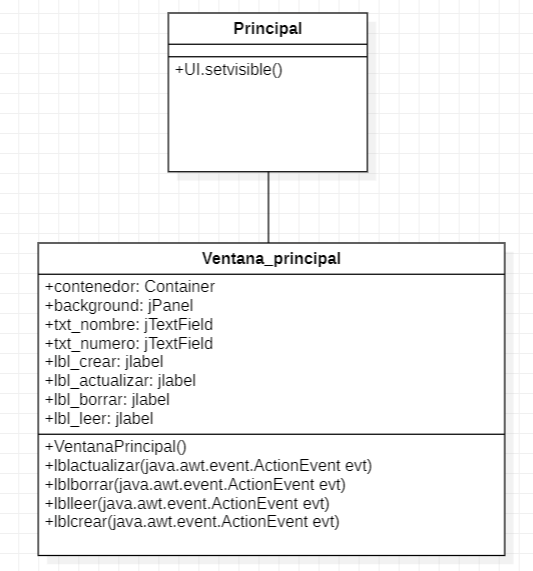 Principal
+UI.setvisible()
Ventana_principal
+contenedor: Container
+background: jPanel
+txt_nombre: jTextField
+txt_numero: jTextField
+lbl_crear: jlabel
+lbl_actualizar: jlabel
+lbl_borrar: jlabel
+lbl_leer: jlabel
+VentanaPrincipal()
+lblactualizar(java.awt.event.ActionEvent evt)
+lblborrar(java.awt.event.ActionEvent evt)
+lblleer(java.awt.event.ActionEvent evt)
+lblcrear(java.awt.event.ActionEvent evt)